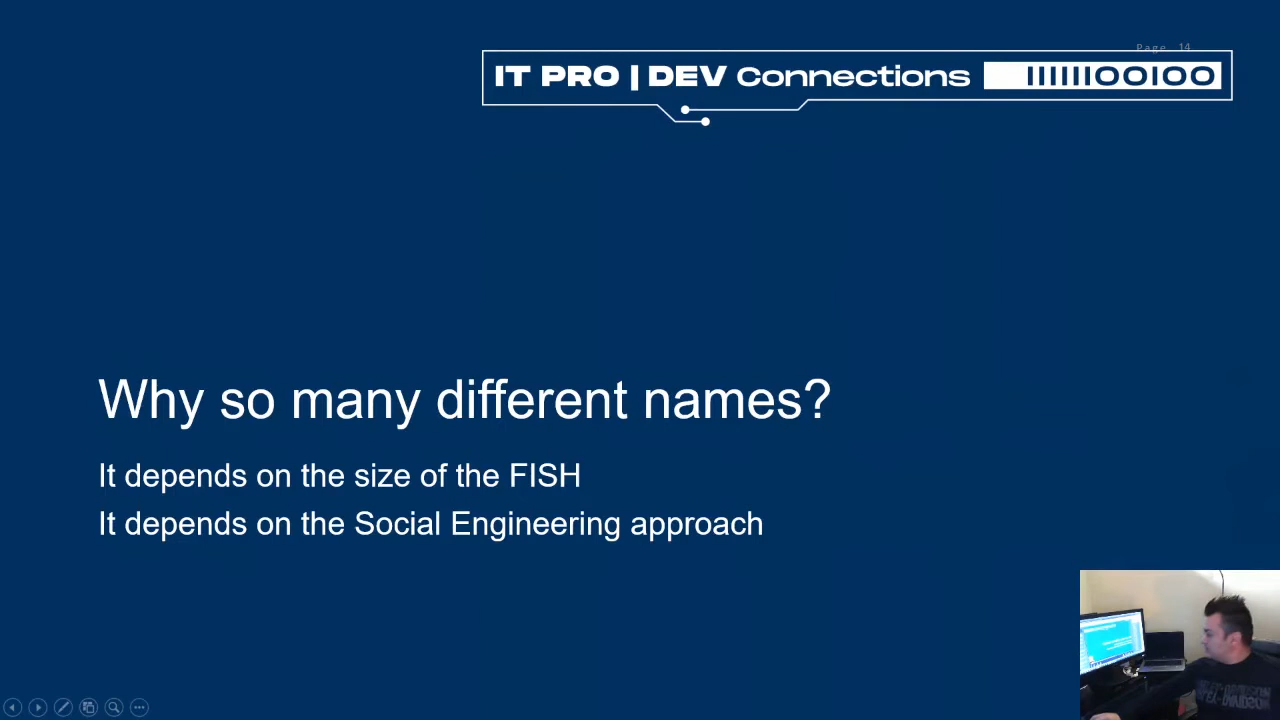 Page 14
IT PRO | DEV Connections IIIIIIOOIOO
Why so many different names?
It depends on the size of the FISH
It depends on the Social Engineering approach